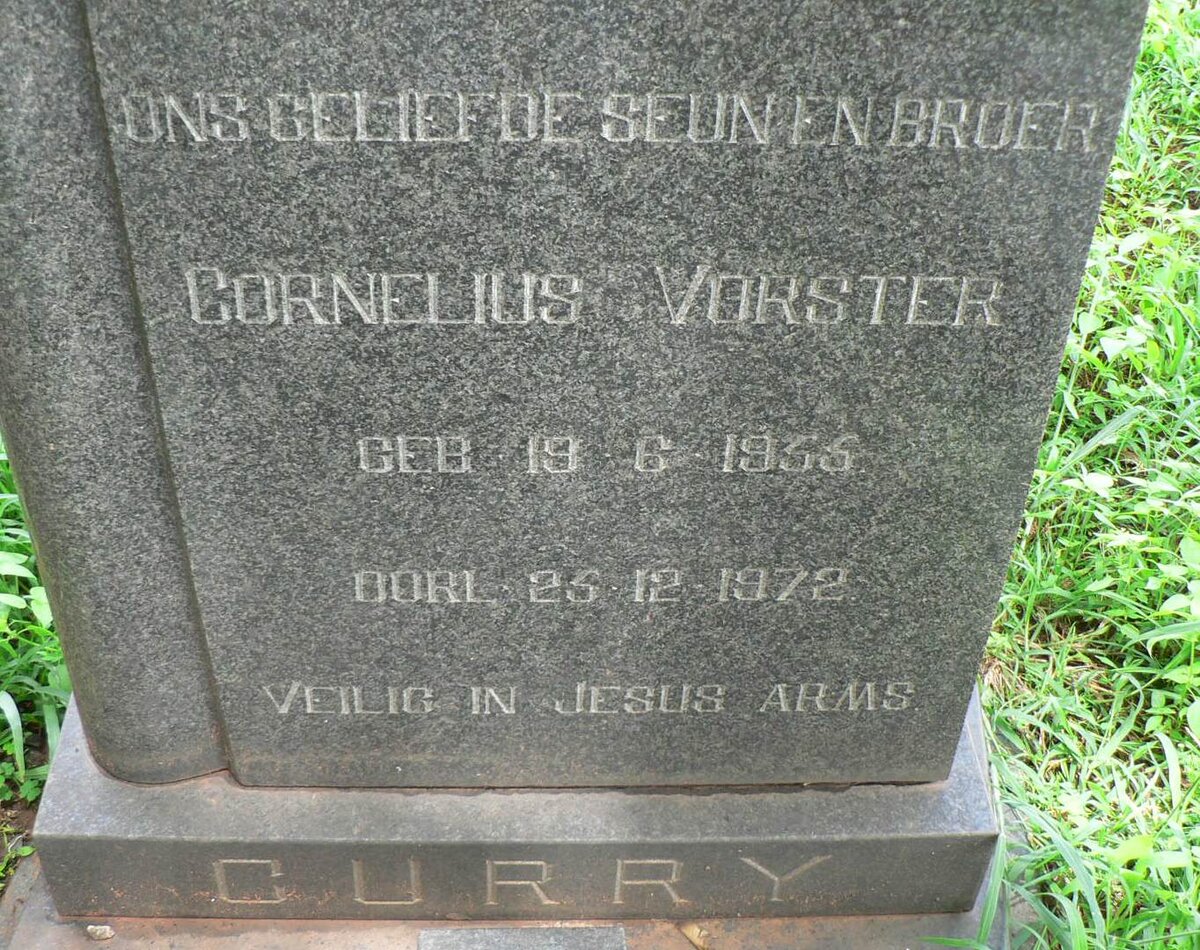 ONS GELIEFDE SEUN EN BROER
CORNELIUS VORSTER
GEB · 19 · 6 · 1955
OORL · 25 · 12 · 1972
VEILIG IN JESUS ARMS
CURRY